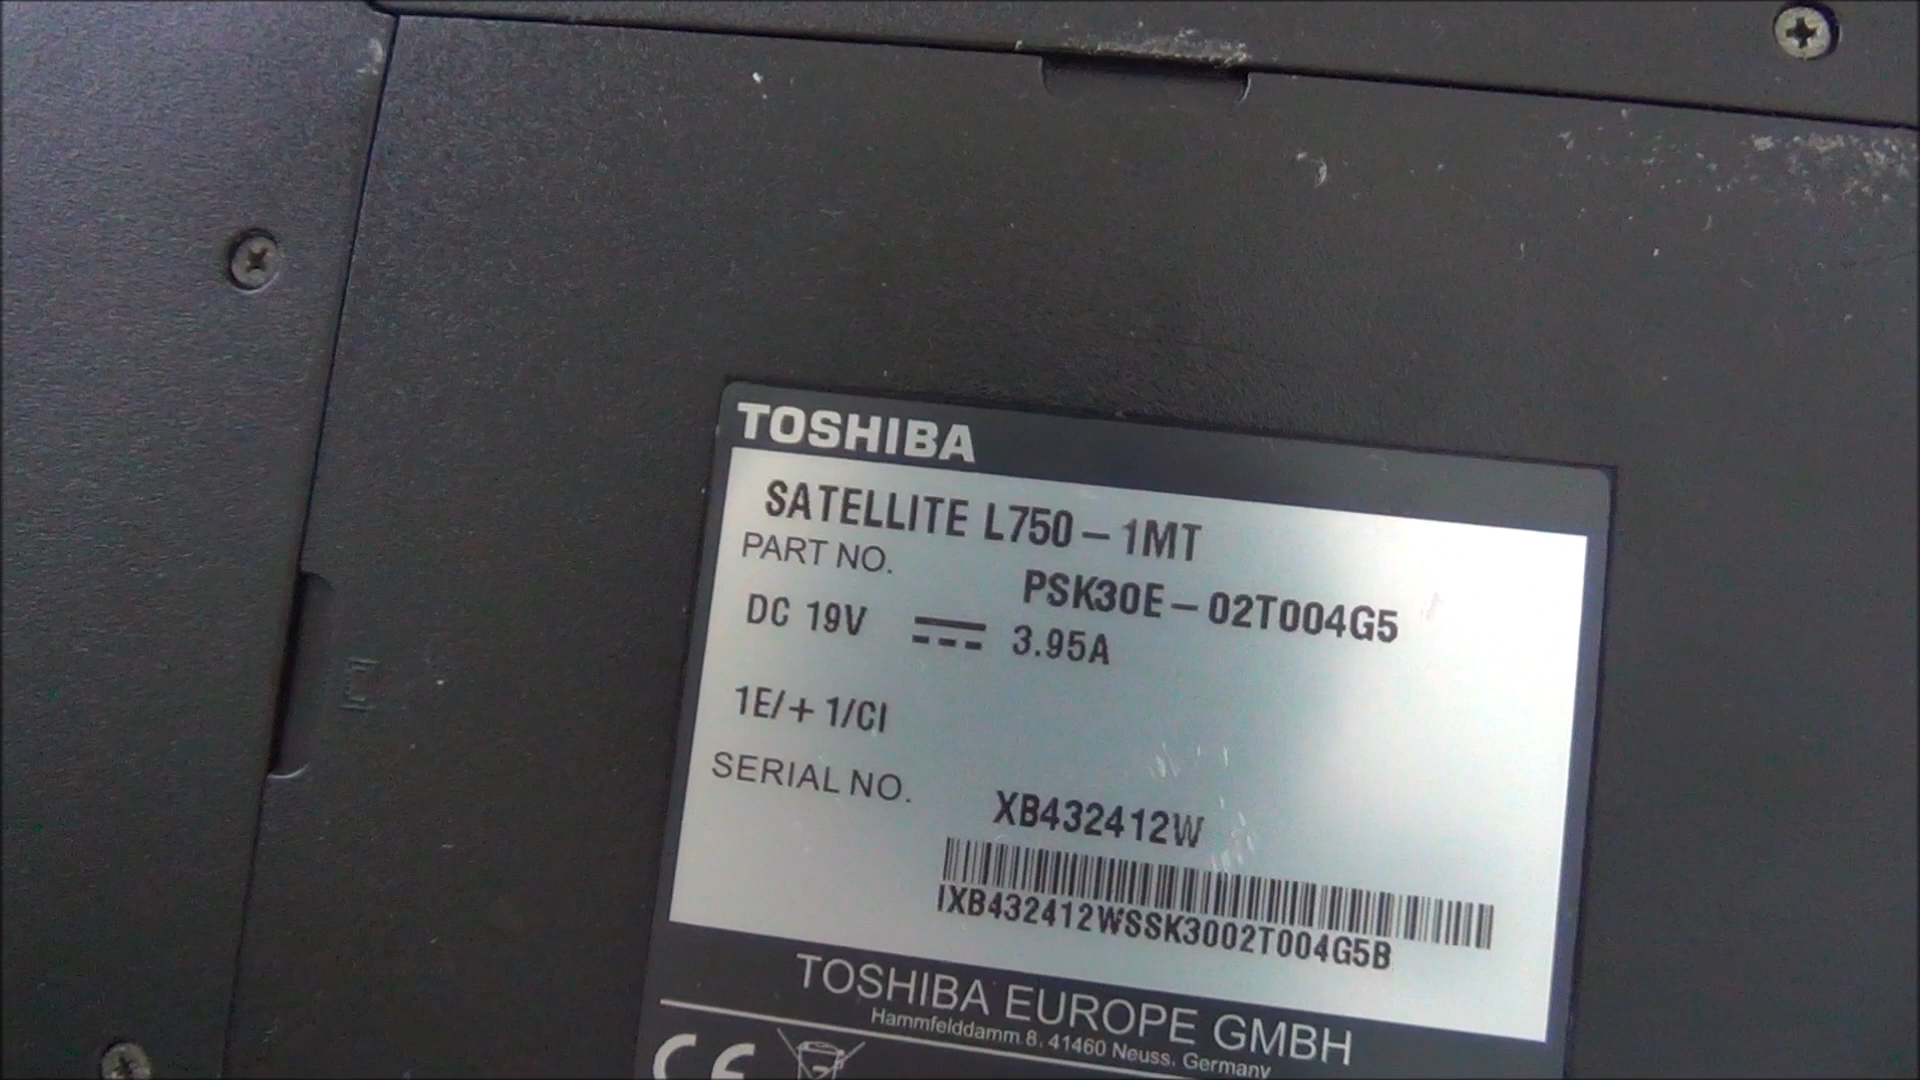 TOSHIBA
SATELLITE L750-1MT
PART NO.
PSK30E-02T004G5
DC 19V 3.95A
1E/+1/CI
SERIAL NO.
XB432412W
IXB432412WSSK3002T004G5B
TOSHIBA EUROPE GMBH
Hammfelddamm 8, 41460 Neuss, Germany
CE